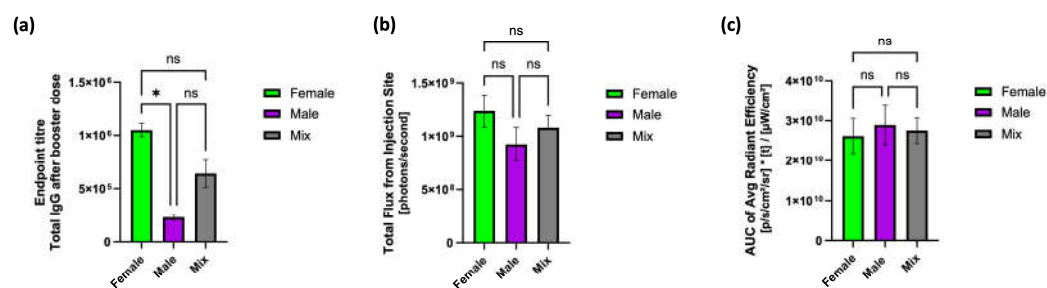 (a)
Endpoint titre
Total IgG after booster dose
1.5×10⁶
1×10⁶
5×10⁵
0
ns
*
ns
Female
Male
Mix
Female
Male
Mix
(b)
Total Flux from Injection Site
[photons/second]
1.5×10⁹
1×10⁹
5×10⁸
0
ns
ns
ns
Female
Male
Mix
Female
Male
Mix
(c)
AUC of Avg Radiant Efficiency
[p/s/cm²/sr] * [t] / [µW/cm²]
4×10¹⁰
3×10¹⁰
2×10¹⁰
1×10¹⁰
0
ns
ns
ns
Female
Male
Mix
Female
Male
Mix